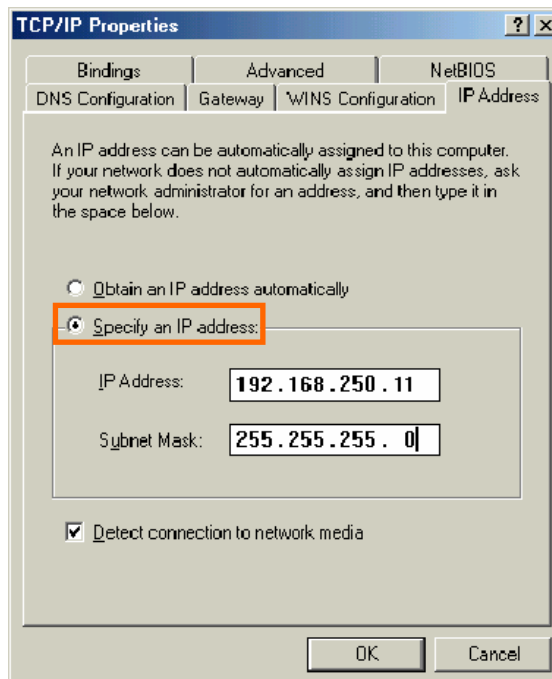 TCP/IP Properties
Bindings Advanced NetBIOS
DNS Configuration Gateway WINS Configuration IP Address
An IP address can be automatically assigned to this computer.
If your network does not automatically assign IP addresses, ask
your network administrator for an address, and then type it in
the space below.
Obtain an IP address automatically
Specify an IP address:
IP Address: 192.168.250.11
Subnet Mask: 255.255.255. 0
Detect connection to network media
OK Cancel